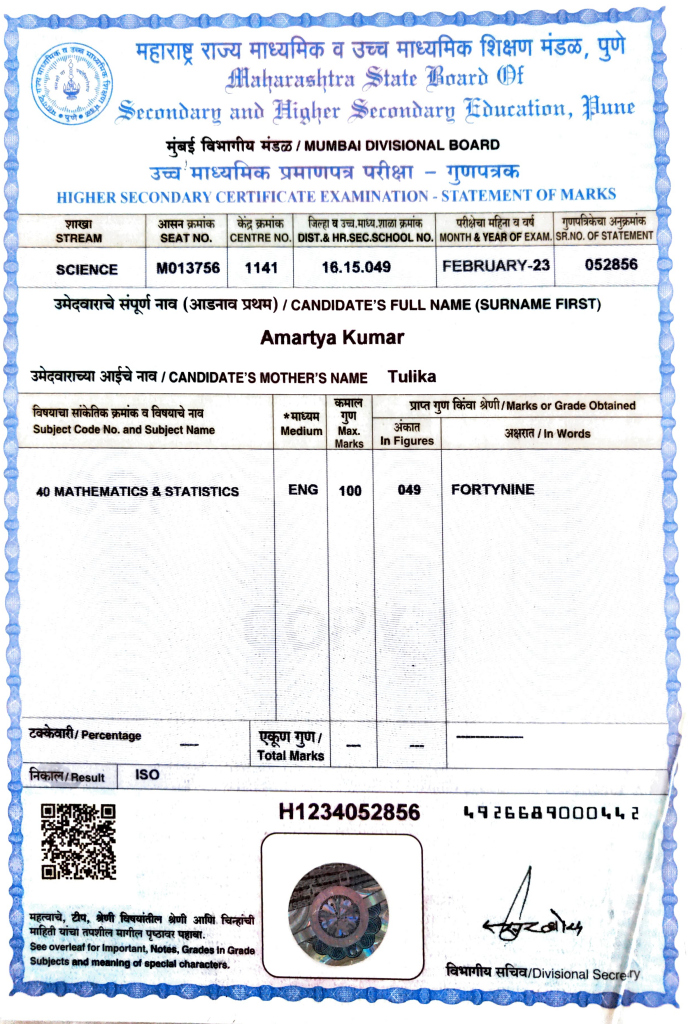 महाराष्ट्र राज्य माध्यमिक व उच्च माध्यमिक शिक्षण मंडळ, पुणे
Maharashtra State Board Of
Secondary and Higher Secondary Education, Pune
मुंबई विभागीय मंडळ / MUMBAI DIVISIONAL BOARD
उच्च माध्यमिक प्रमाणपत्र परीक्षा – गुणपत्रक
HIGHER SECONDARY CERTIFICATE EXAMINATION - STATEMENT OF MARKS
शाखा आसन क्रमांक केंद्र क्रमांक जिल्हा व उच्च.माध्य.शाळा क्रमांक परीक्षेचा महिना व वर्ष गुणपत्रिकेचा अनुक्रमांक
STREAM SEAT NO. CENTRE NO. DIST.& HR.SEC.SCHOOL NO. MONTH & YEAR OF EXAM. SR.NO. OF STATEMENT
SCIENCE M013756 1141 16.15.049 FEBRUARY-23 052856
उमेदवाराचे संपूर्ण नाव (आडनाव प्रथम) / CANDIDATE'S FULL NAME (SURNAME FIRST)
Amartya Kumar
उमेदवाराच्या आईचे नाव / CANDIDATE'S MOTHER'S NAME Tulika
विषयाचा सांकेतिक क्रमांक व विषयाचे नाव
Subject Code No. and Subject Name
*माध्यम
Medium
कमाल
गुण
Max.
Marks
प्राप्त गुण किंवा श्रेणी/Marks or Grade Obtained
अंकात
In Figures
अक्षरात / In Words
40 MATHEMATICS & STATISTICS ENG 100 049 FORTYNINE
COPY
टक्केवारी/ Percentage ---
एकूण गुण/
Total Marks --- --- ----------
निकाल/ Result ISO
H1234052856 4926689000442
महत्वाचे, टीप, श्रेणी विषयांतील श्रेणी आणि चिन्हांची
माहिती यांचा तपशील मागील पृष्ठावर पहावा.
See overleaf for Important, Notes, Grades in Grade
Subjects and meaning of special characters.
विभागीय सचिव/Divisional Secre-ry